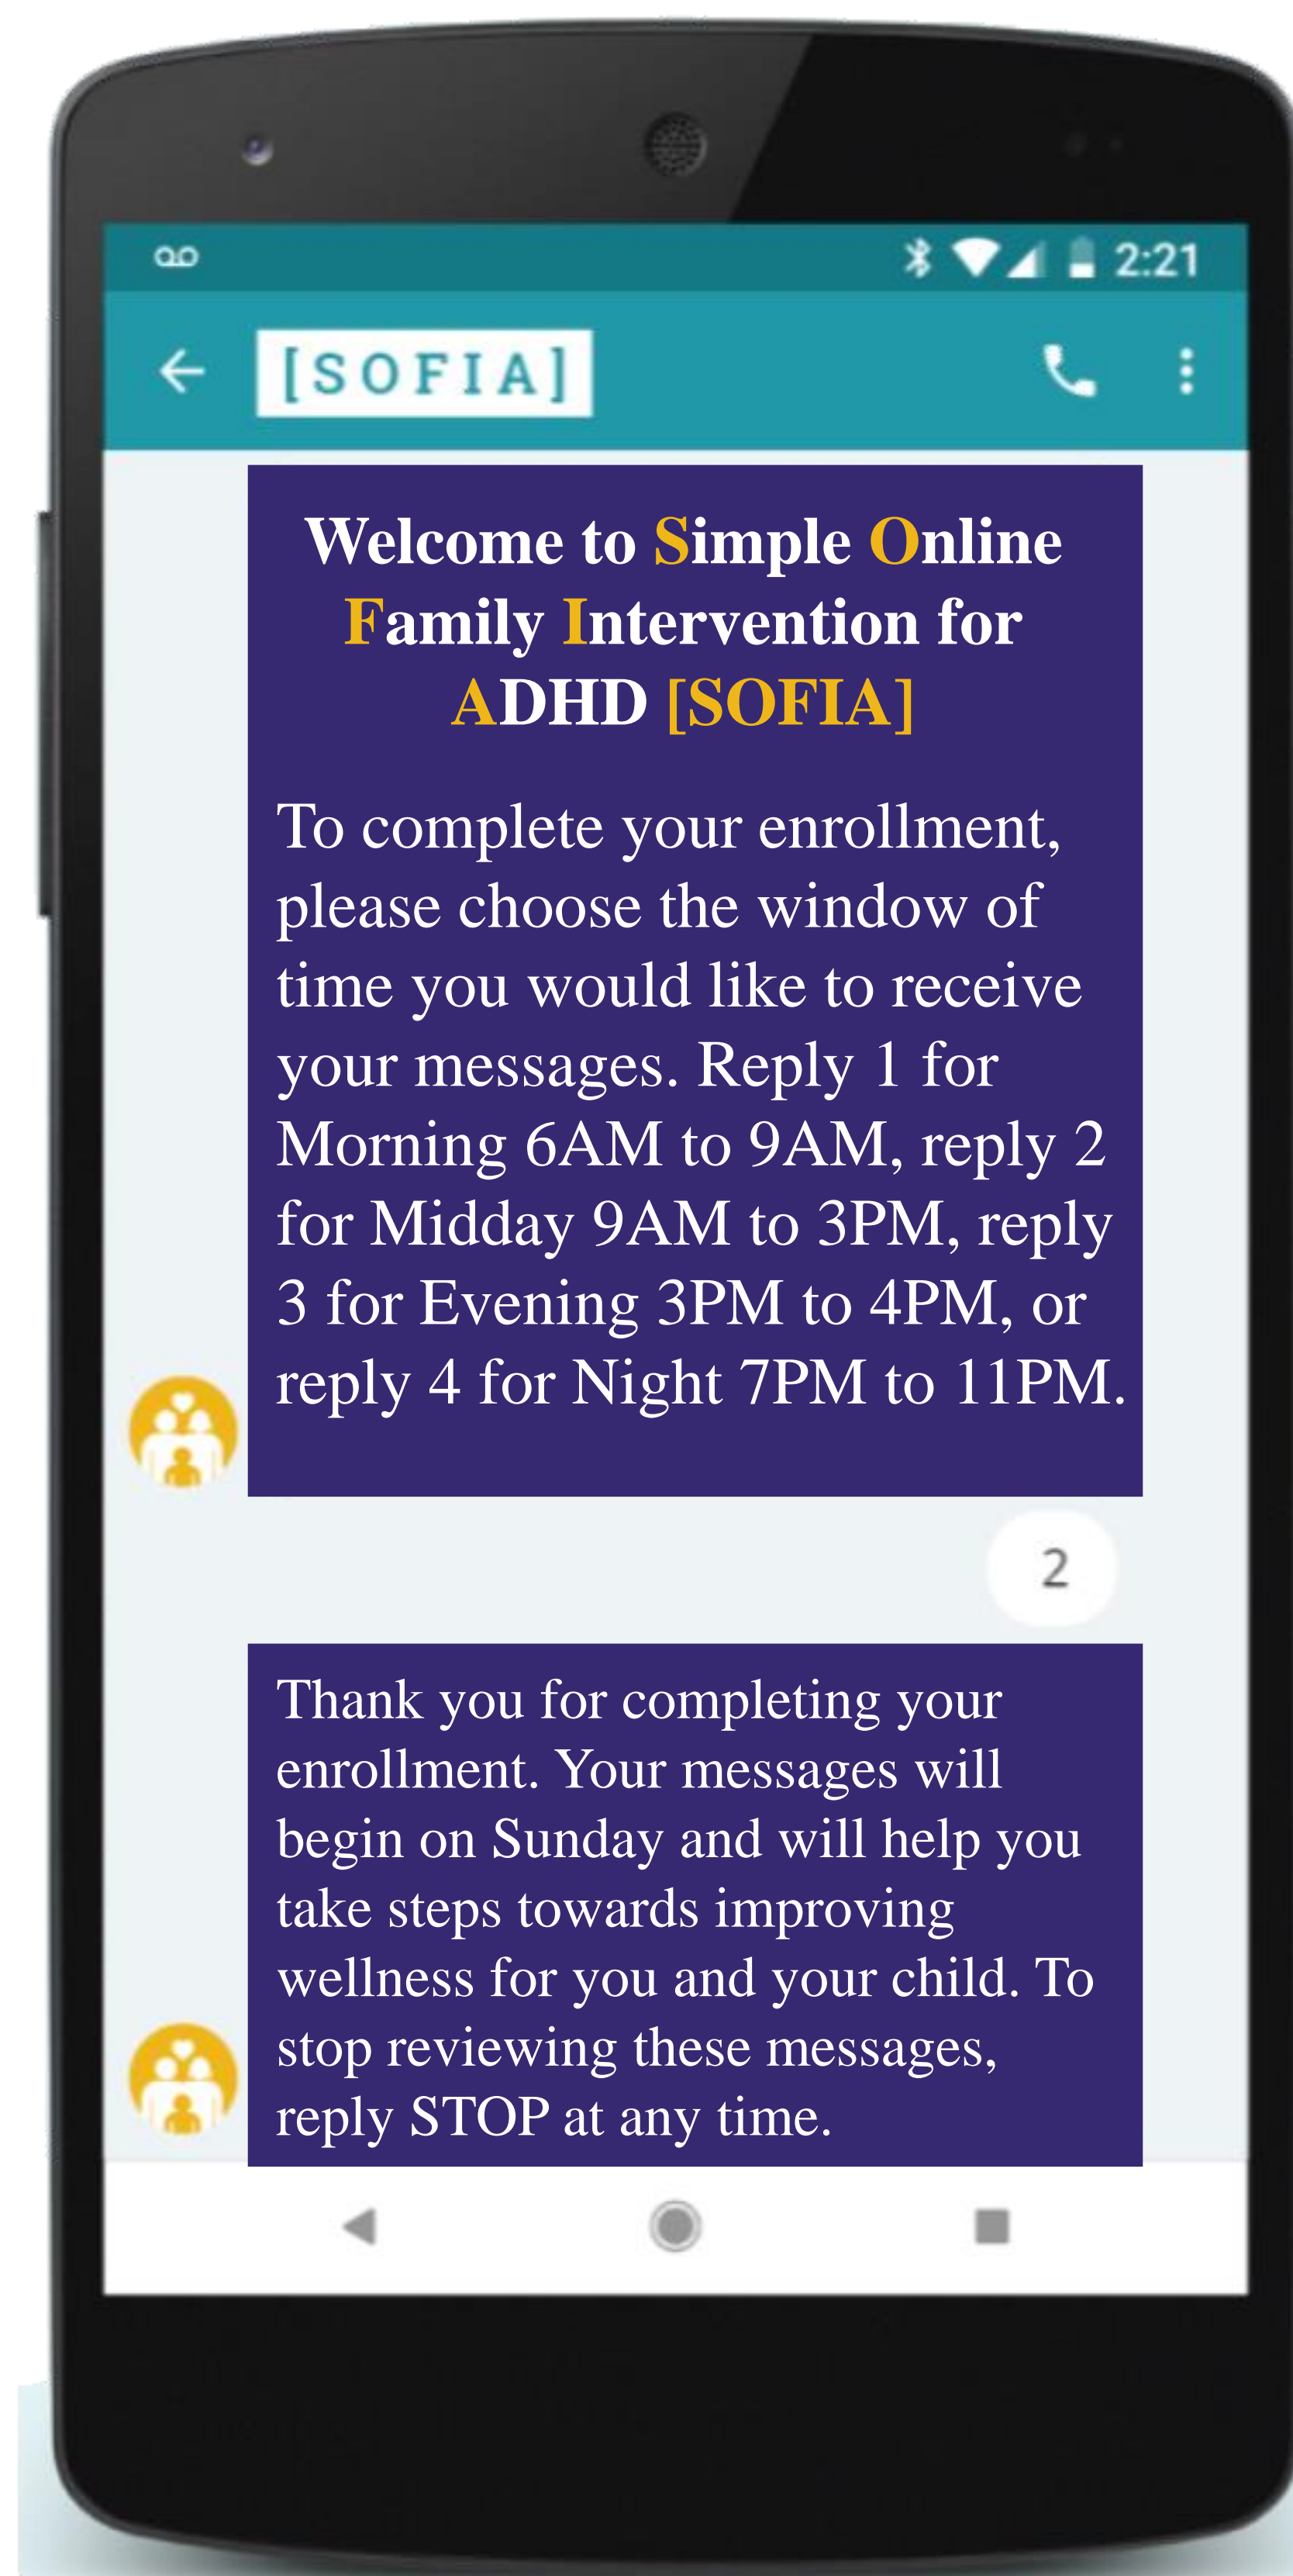 2:21
[SOFIA]
Welcome to Simple Online
Family Intervention for
ADHD [SOFIA]
To complete your enrollment,
please choose the window of
time you would like to receive
your messages. Reply 1 for
Morning 6AM to 9AM, reply 2
for Midday 9AM to 3PM, reply
3 for Evening 3PM to 4PM, or
reply 4 for Night 7PM to 11PM.
2
Thank you for completing your
enrollment. Your messages will
begin on Sunday and will help you
take steps towards improving
wellness for you and your child. To
stop reviewing these messages,
reply STOP at any time.